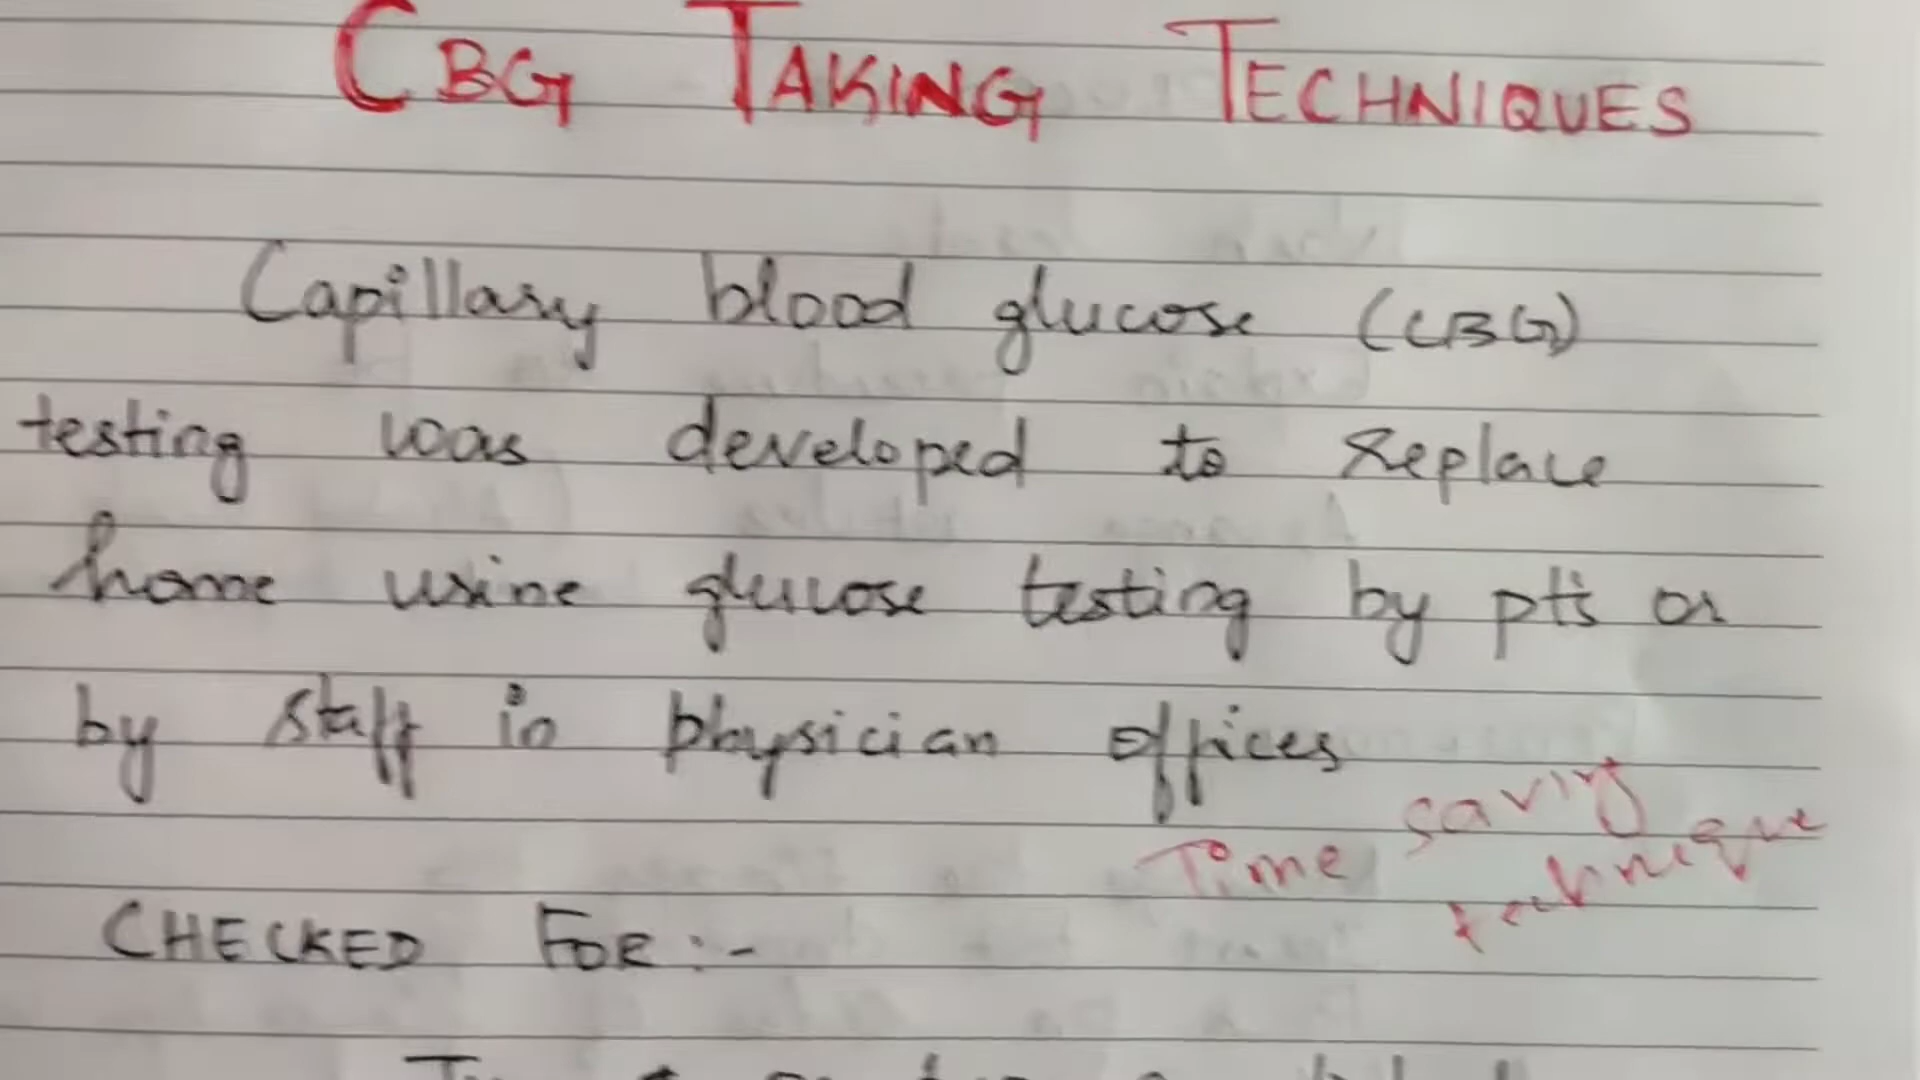 CBG TAKING TECHNIQUES
Capillary blood glucose (CBG)
testing was developed to replace
home urine glucose testing by pt's or
by staff in physician offices
Time saving
technique
CHECKED FOR:-